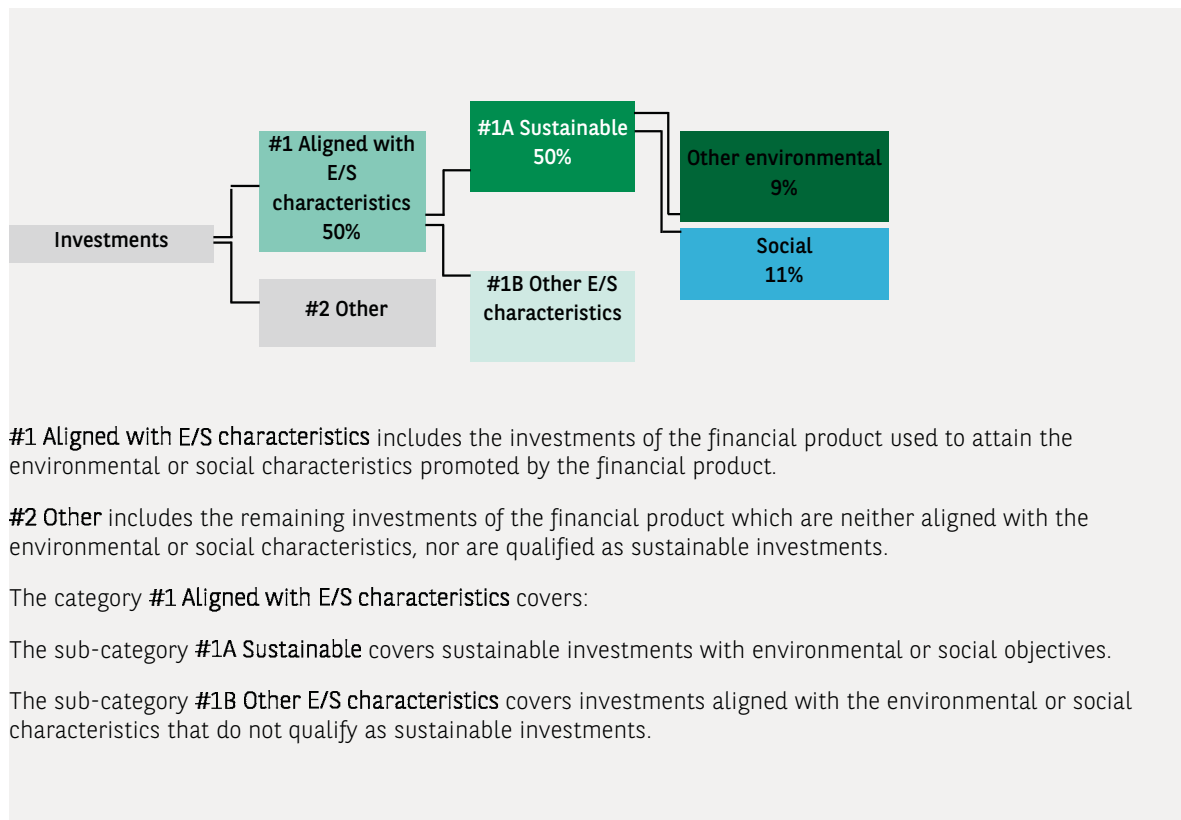 #1A Sustainable
50%
#1 Aligned with
E/S
characteristics
50%
Other environmental
9%
Investments
Social
11%
#1B Other E/S
characteristics
#2 Other
#1 Aligned with E/S characteristics includes the investments of the financial product used to attain the
environmental or social characteristics promoted by the financial product.
#2 Other includes the remaining investments of the financial product which are neither aligned with the
environmental or social characteristics, nor are qualified as sustainable investments.
The category #1 Aligned with E/S characteristics covers:
The sub-category #1A Sustainable covers sustainable investments with environmental or social objectives.
The sub-category #1B Other E/S characteristics covers investments aligned with the environmental or social
characteristics that do not qualify as sustainable investments.